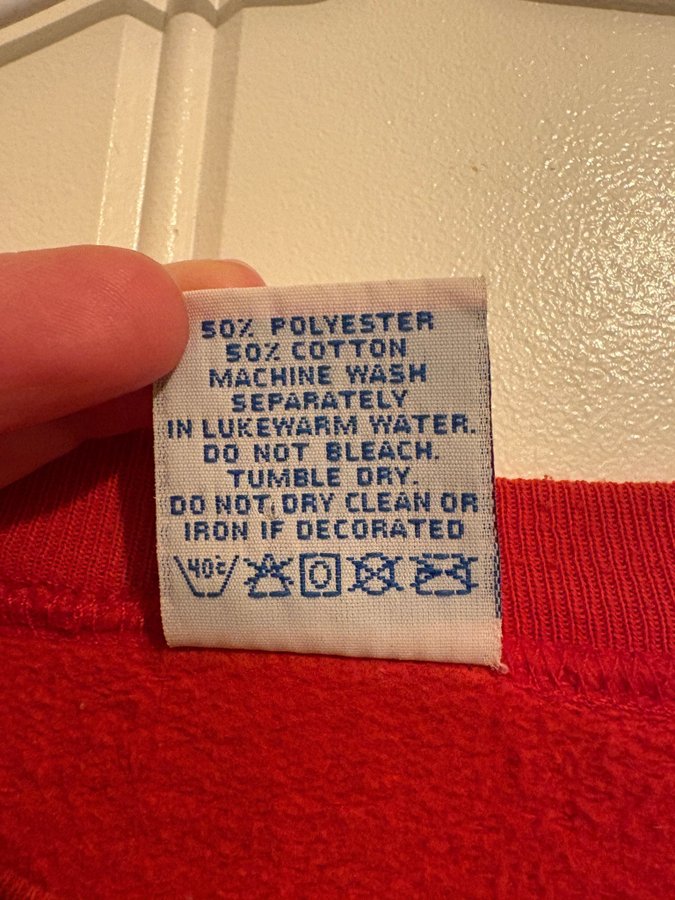 50% POLYESTER
50% COTTON
MACHINE WASH
SEPARATELY
IN LUKEWARM WATER.
DO NOT BLEACH.
TUMBLE DRY.
DO NOT DRY CLEAN OR
IRON IF DECORATED
40c